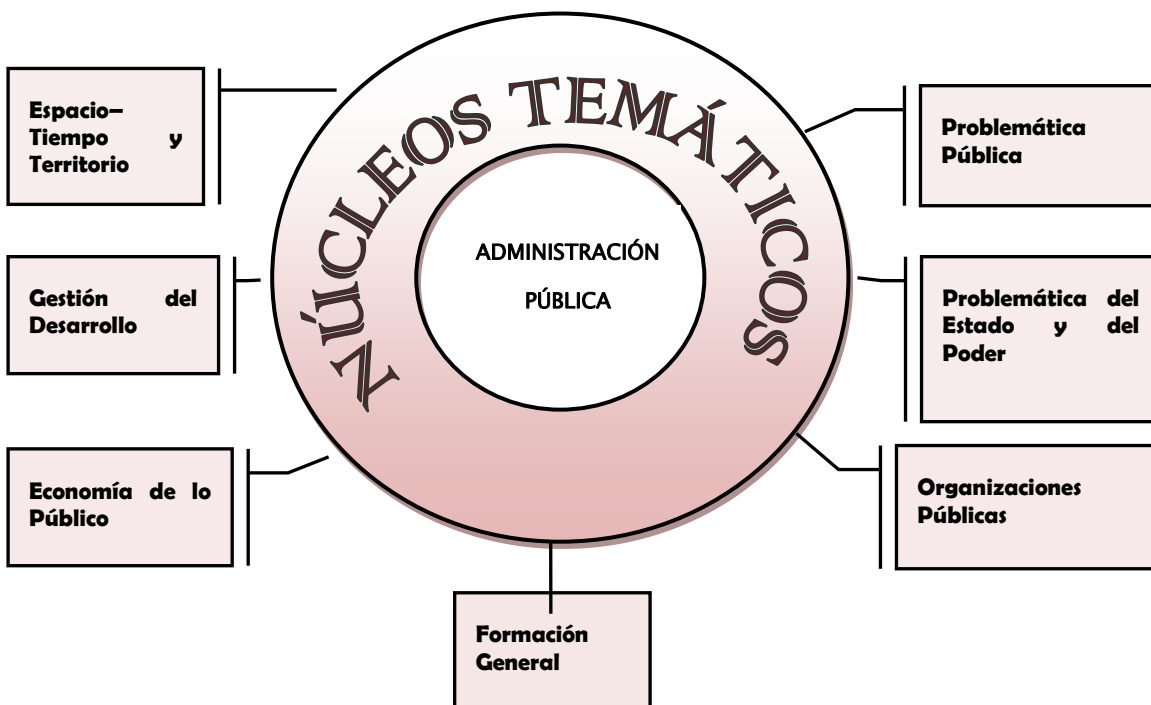 NÚCLEOS TEMÁTICOS
ADMINISTRACIÓN
PÚBLICA
Espacio–
Tiempo y
Territorio
Gestión del
Desarrollo
Economía de lo
Público
Formación
General
Problemática
Pública
Problemática del
Estado y del
Poder
Organizaciones
Públicas